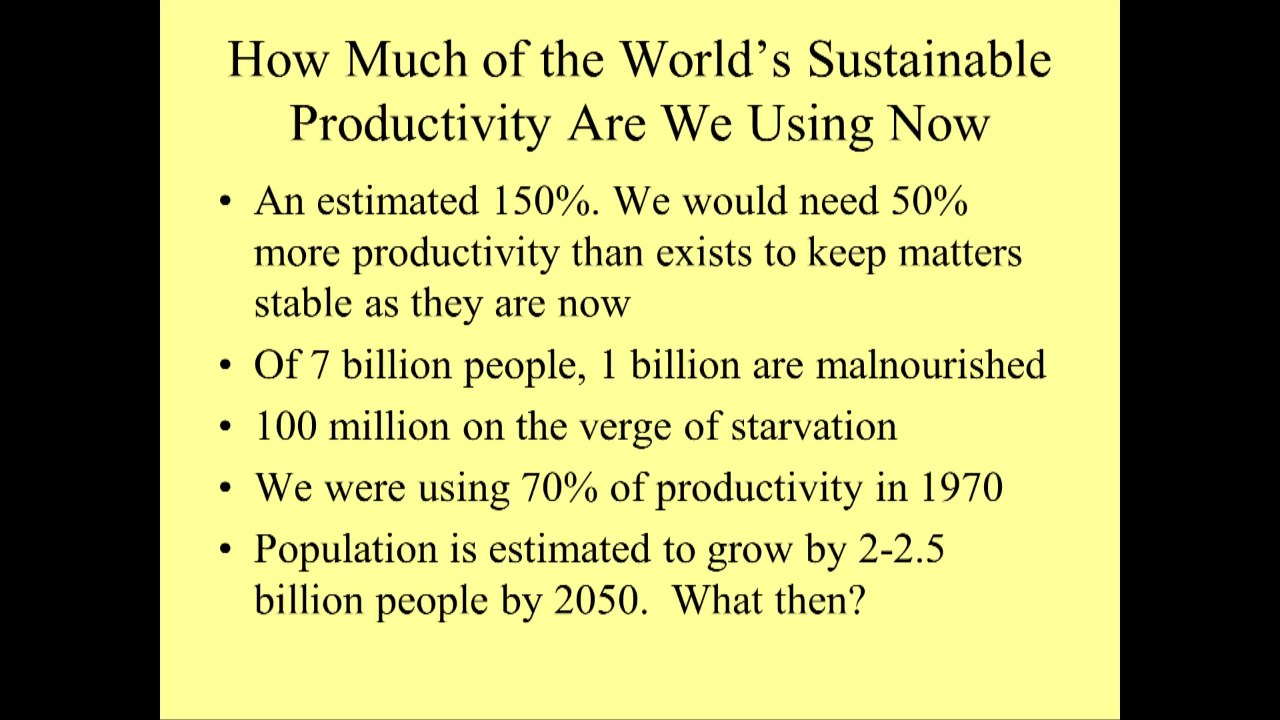 How Much of the World’s Sustainable
Productivity Are We Using Now
• An estimated 150%. We would need 50%
more productivity than exists to keep matters
stable as they are now
• Of 7 billion people, 1 billion are malnourished
• 100 million on the verge of starvation
• We were using 70% of productivity in 1970
• Population is estimated to grow by 2-2.5
billion people by 2050.  What then?